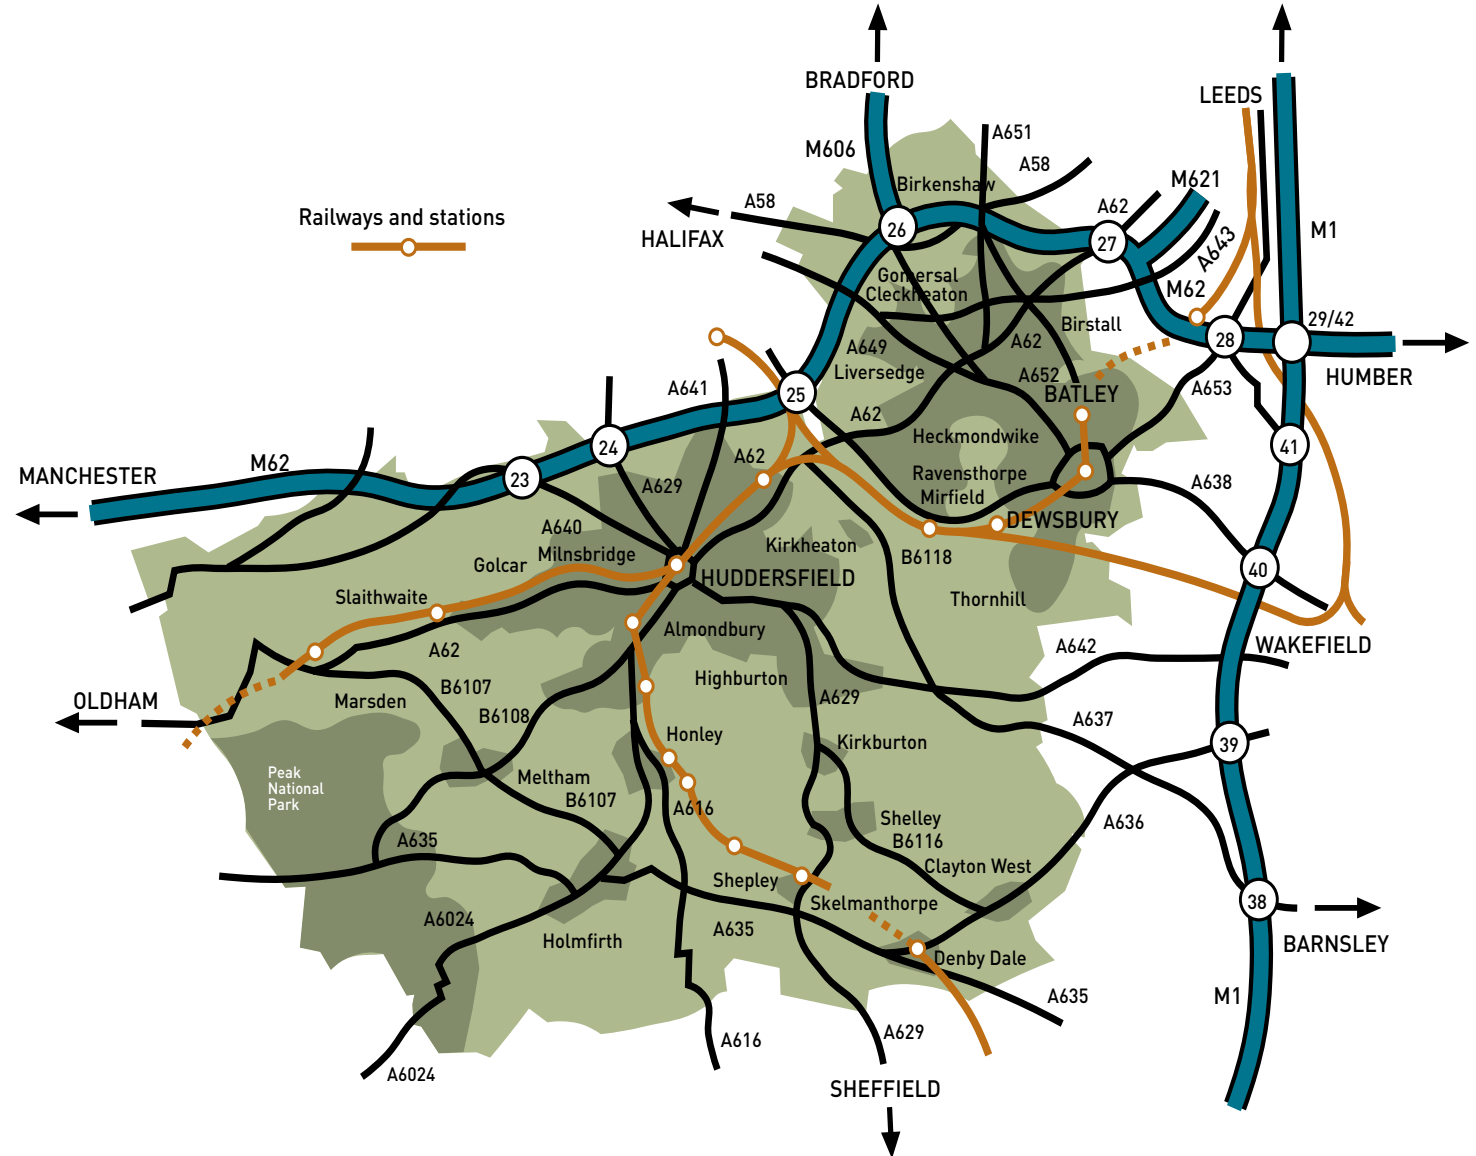 BRADFORD
LEEDS
A651
M606
A58
Birkenshaw
M621
A58
A62
Railways and stations
26
27
HALIFAX
A643
M1
Gomersal
Cleckheaton
M62
29/42
Birstall
28
A62
A649
Liversedge
A652
HUMBER
A641
25
BATLEY
A653
A62
24
Heckmondwike
41
A62
M62
MANCHESTER
23
Ravensthorpe
A638
A629
Mirfield
DEWSBURY
A640
Milnsbridge
Kirkheaton
B6118
Golcar
HUDDERSFIELD
40
Slaithwaite
Thornhill
Almondbury
WAKEFIELD
A62
A642
Highburton
B6107
A629
OLDHAM
Marsden
B6108
A637
Honley
Kirkburton
39
Peak
National
Park
Meltham
B6107
A616
Shelley
A636
A635
B6116
Clayton West
Shepley
38
Skelmanthorpe
A6024
A635
Holmfirth
BARNSLEY
Denby Dale
M1
A635
A616
A629
A6024
SHEFFIELD